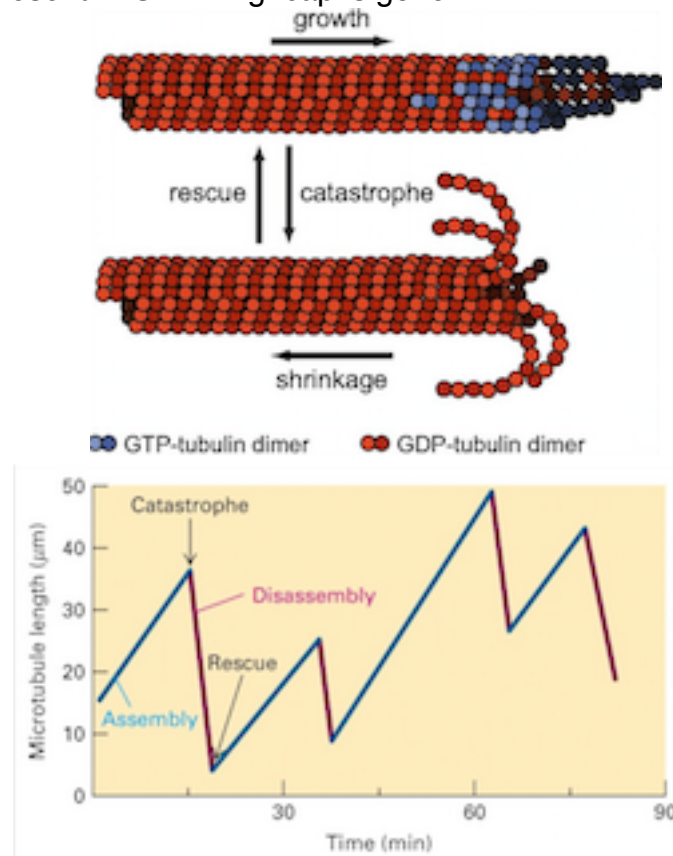 growth
rescue
catastrophe
shrinkage
GTP-tubulin dimer
GDP-tubulin dimer
50
Catastrophe
40
Disassembly
30
Rescue
20
Assembly
10
0
30
60
90
Microtubule length (μm)
Time (min)